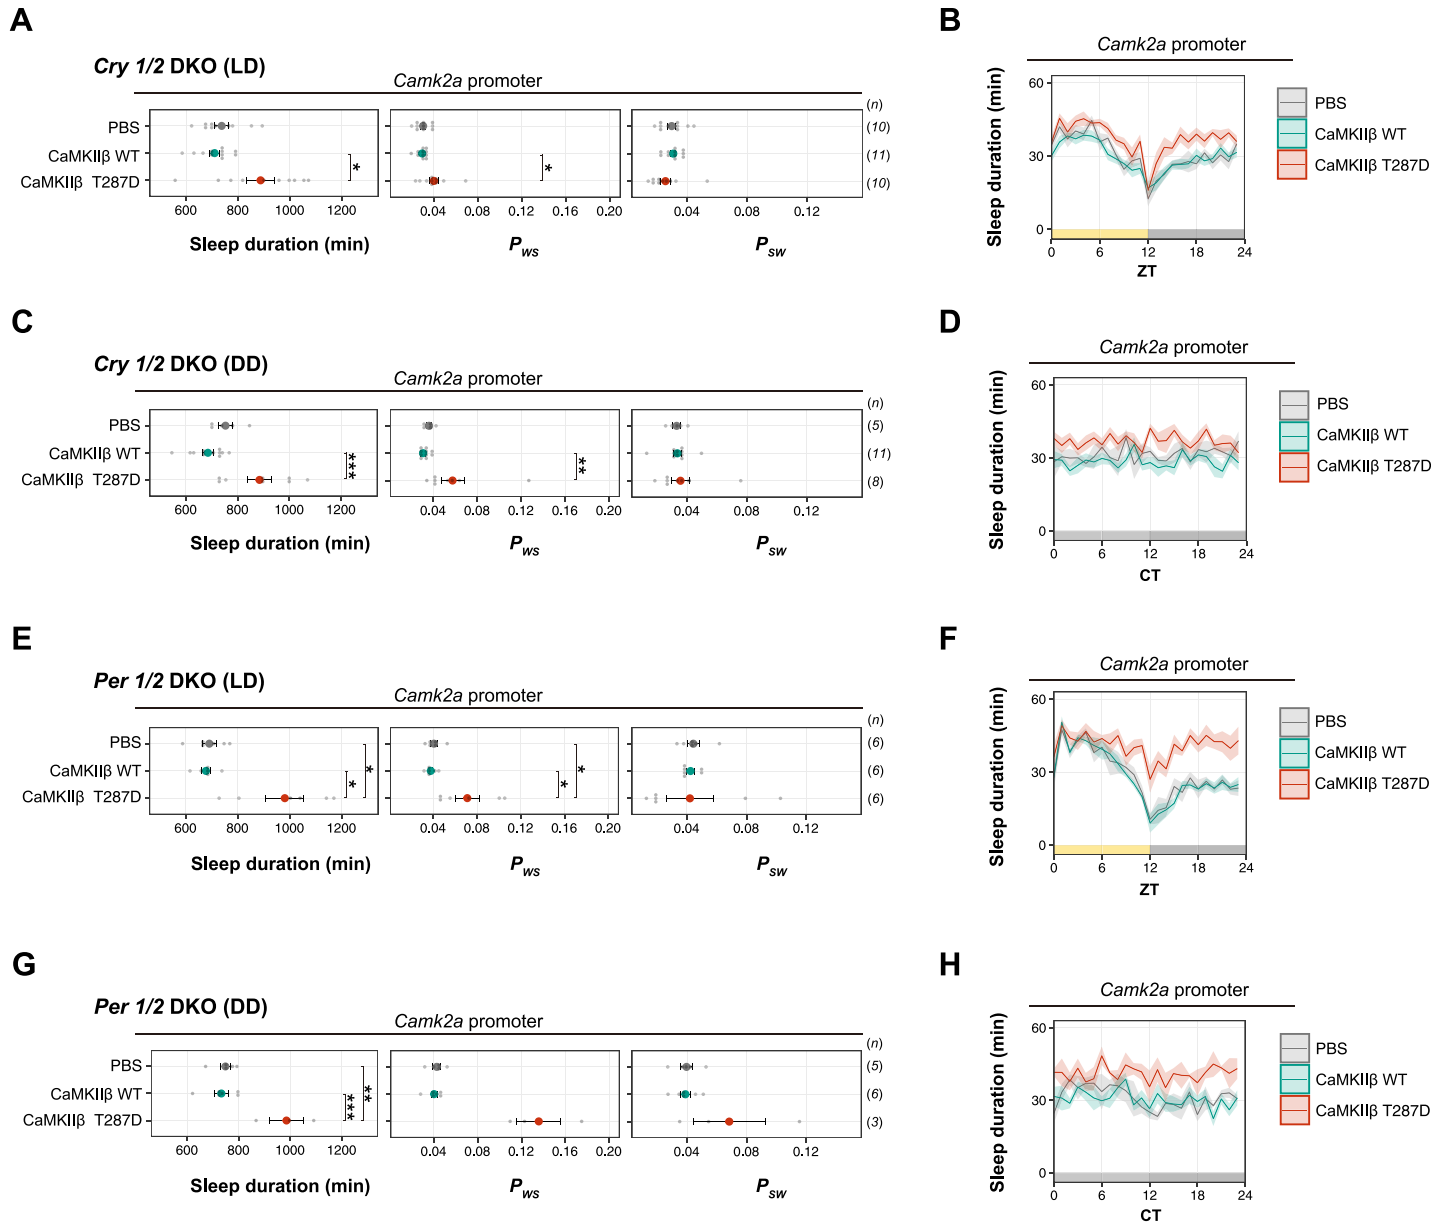 A
Cry 1/2 DKO (LD)
Camk2a promoter
(n)
PBS
(10)
CaMKIIβ WT
*
*
(11)
CaMKIIβ T287D
(10)
600 800 1000 1200
0.04 0.08 0.12 0.16 0.20
0.04 0.08 0.12
Sleep duration (min)
PWS
PSW
B
Camk2a promoter
Sleep duration (min)
60
30
0
0 6 12 18 24
ZT
PBS
CaMKIIβ WT
CaMKIIβ T287D
C
Cry 1/2 DKO (DD)
Camk2a promoter
(n)
PBS
(5)
CaMKIIβ WT
***
**
(11)
CaMKIIβ T287D
(8)
600 800 1000 1200
0.04 0.08 0.12 0.16 0.20
0.04 0.08 0.12
Sleep duration (min)
PWS
PSW
D
Camk2a promoter
Sleep duration (min)
60
30
0
0 6 12 18 24
CT
PBS
CaMKIIβ WT
CaMKIIβ T287D
E
Per 1/2 DKO (LD)
Camk2a promoter
(n)
PBS
(6)
CaMKIIβ WT
*
*
*
*
(6)
CaMKIIβ T287D
(6)
600 800 1000 1200
0.04 0.08 0.12 0.16 0.20
0.04 0.08 0.12
Sleep duration (min)
PWS
PSW
F
Camk2a promoter
Sleep duration (min)
60
30
0
0 6 12 18 24
ZT
PBS
CaMKIIβ WT
CaMKIIβ T287D
G
Per 1/2 DKO (DD)
Camk2a promoter
(n)
PBS
(5)
CaMKIIβ WT
***
**
(6)
CaMKIIβ T287D
(3)
600 800 1000 1200
0.04 0.08 0.12 0.16 0.20
0.04 0.08 0.12
Sleep duration (min)
PWS
PSW
H
Camk2a promoter
Sleep duration (min)
60
30
0
0 6 12 18 24
CT
PBS
CaMKIIβ WT
CaMKIIβ T287D